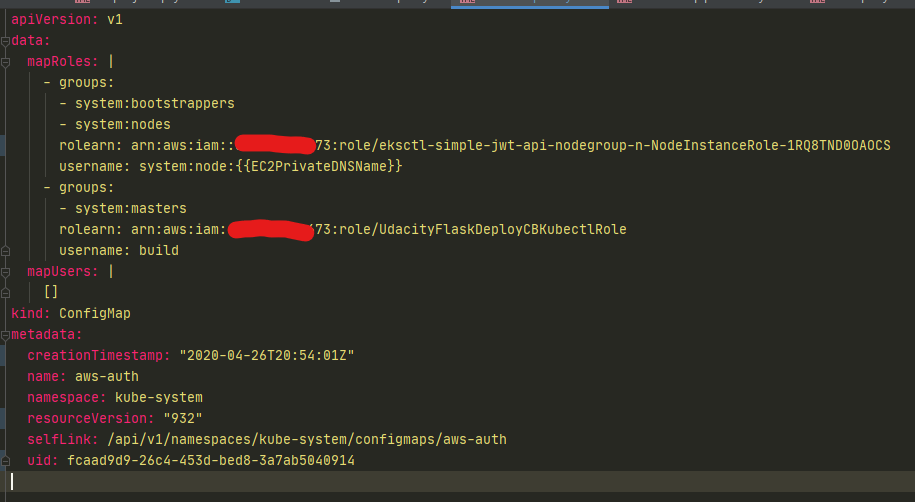 apiVersion: v1
data:
  mapRoles: |
    - groups:
      - system:bootstrappers
      - system:nodes
      rolearn: arn:aws:iam::73:role/eksctl-simple-jwt-api-nodegroup-n-NodeInstanceRole-1RQ8TND0OAOCS
      username: system:node:{{EC2PrivateDNSName}}
    - groups:
      - system:masters
      rolearn: arn:aws:iam:73:role/UdacityFlaskDeployCBKubectlRole
      username: build
  mapUsers: |
    []
kind: ConfigMap
metadata:
  creationTimestamp: "2020-04-26T20:54:01Z"
  name: aws-auth
  namespace: kube-system
  resourceVersion: "932"
  selfLink: /api/v1/namespaces/kube-system/configmaps/aws-auth
  uid: fcaad9d9-26c4-453d-bed8-3a7ab5040914